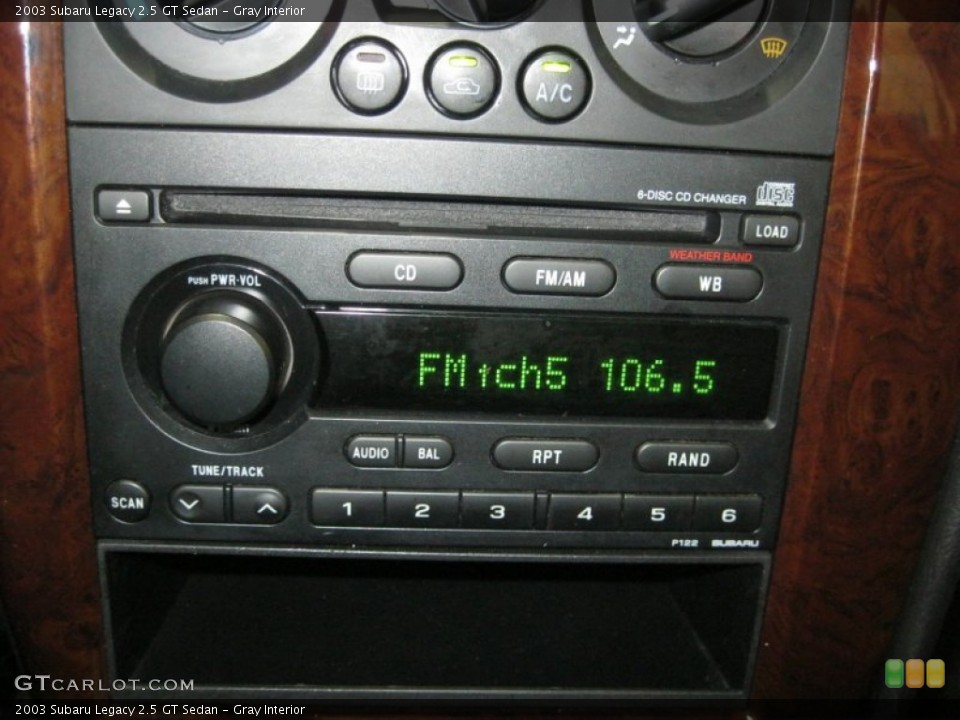 2003 Subaru Legacy 2.5 GT Sedan - Gray Interior
A/C
6-DISC CD CHANGER disc
LOAD
WEATHER BAND
CD FM/AM WB
PUSH PWR-VOL
FM1ch5 106.5
AUDIO BAL RPT RAND
TUNE/TRACK
SCAN 1 2 3 4 5 6
P122 SUBARU
GTCARLOT.COM
2003 Subaru Legacy 2.5 GT Sedan - Gray Interior